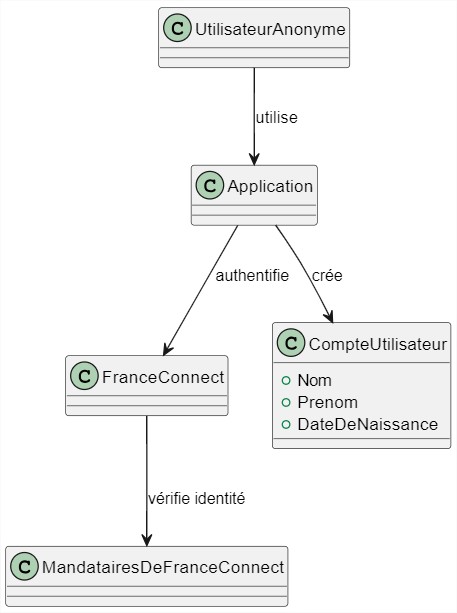 C UtilisateurAnonyme
utilise
C Application
authentifie
crée
C CompteUtilisateur
Nom
Prenom
DateDeNaissance
C FranceConnect
vérifie identité
C MandatairesDeFranceConnect